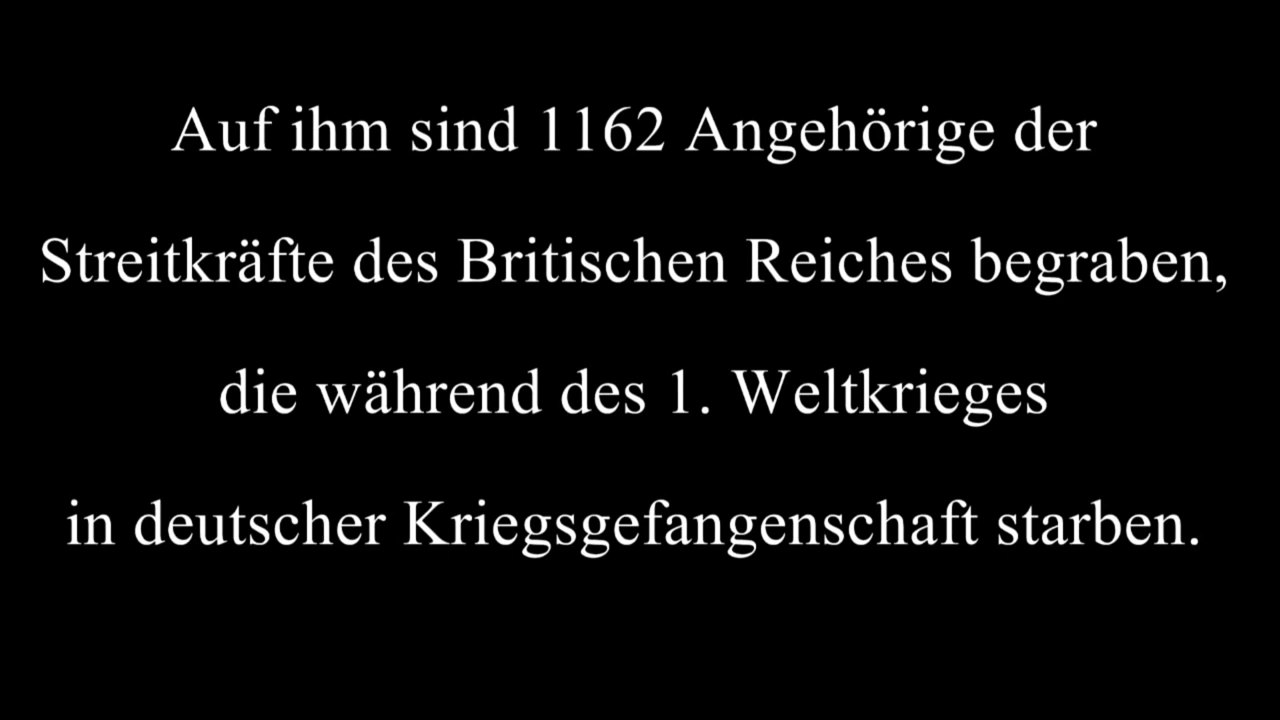 Auf ihm sind 1162 Angehörige der
Streitkräfte des Britischen Reiches begraben,
die während des 1. Weltkrieges
in deutscher Kriegsgefangenschaft starben.